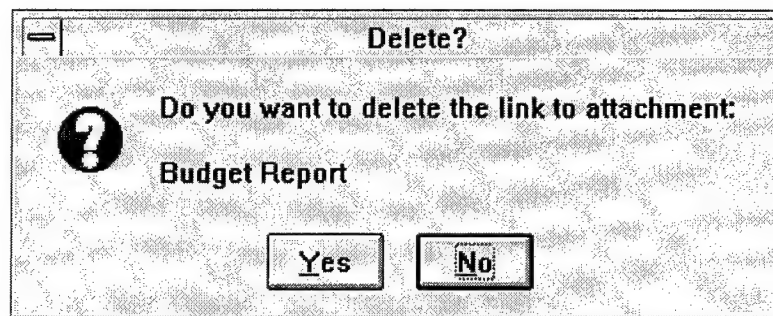 Delete?
Do you want to delete the link to attachment:
Budget Report
Yes No